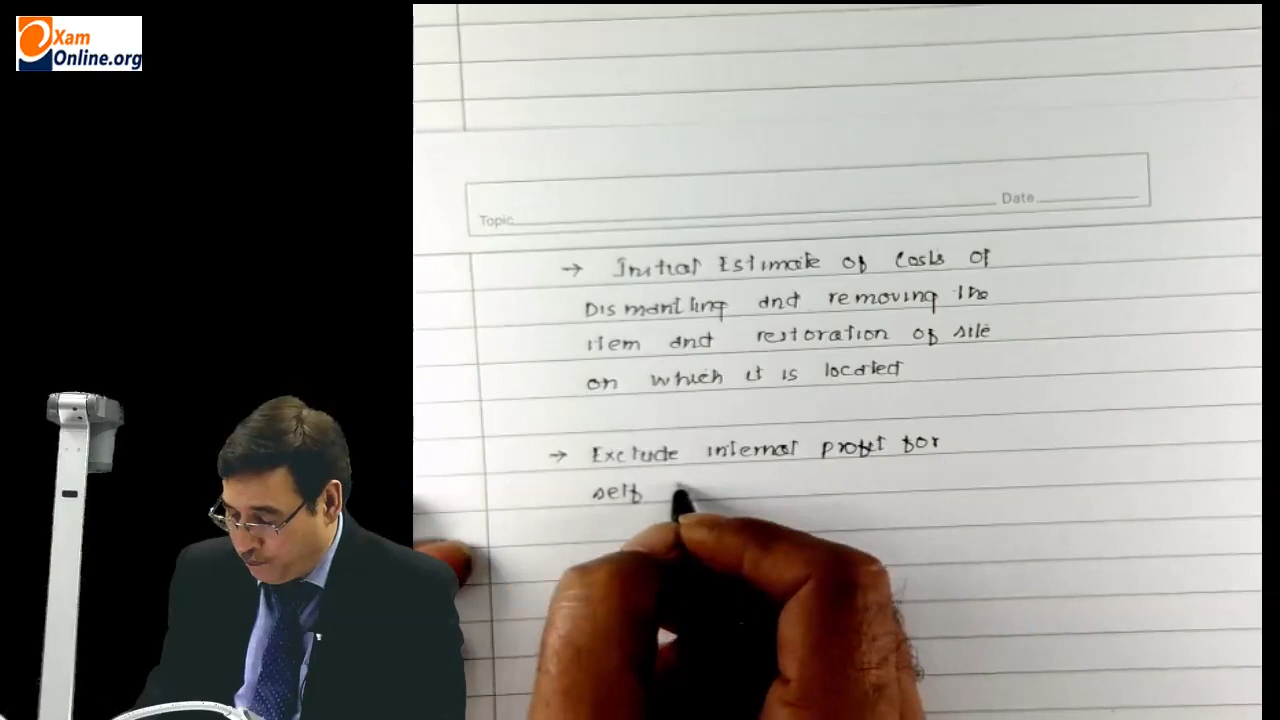 Xam
Online.org
Topic
Date
→ Initial Estimate of Costs of
Dismantling and removing the
item and restoration of site
on which it is located
→ Exclude internal profit for
self